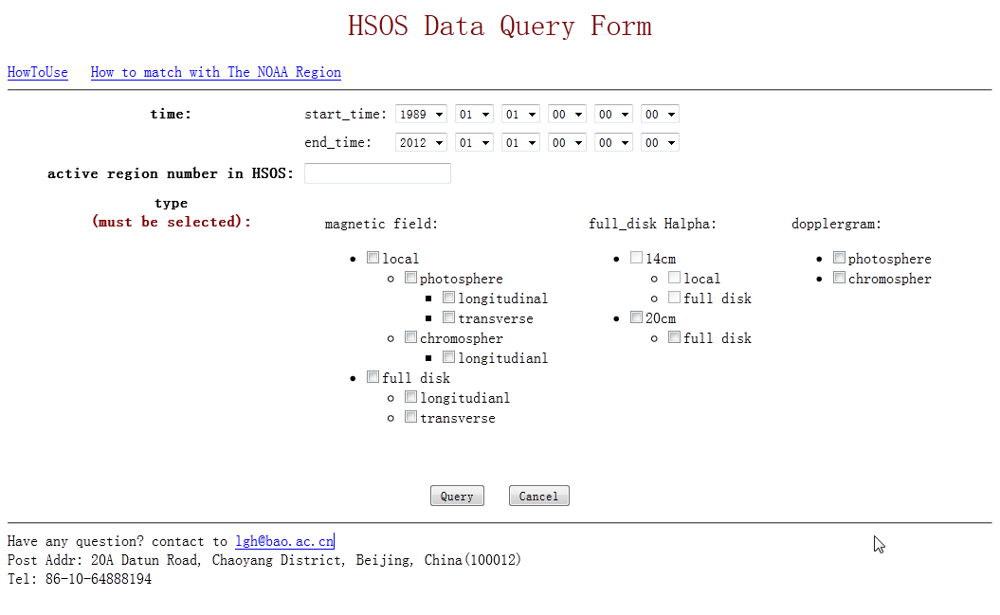 HSOS Data Query Form
HowToUse How to match with The NOAA Region
time: start_time: 1989 01 01 00 00 00
end_time: 2012 01 01 00 00 00
active region number in HSOS:
type
(must be selected):
magnetic field: full_disk Halpha: dopplergram:
local 14cm photosphere
photosphere local chromospher
longitudinal full disk
transverse 20cm
chromospher full disk
longitudianl
full disk
longitudianl
transverse
Query Cancel
Have any question? contact to lgh@bao.ac.cn
Post Addr: 20A Datun Road, Chaoyang District, Beijing, China(100012)
Tel: 86-10-64888194